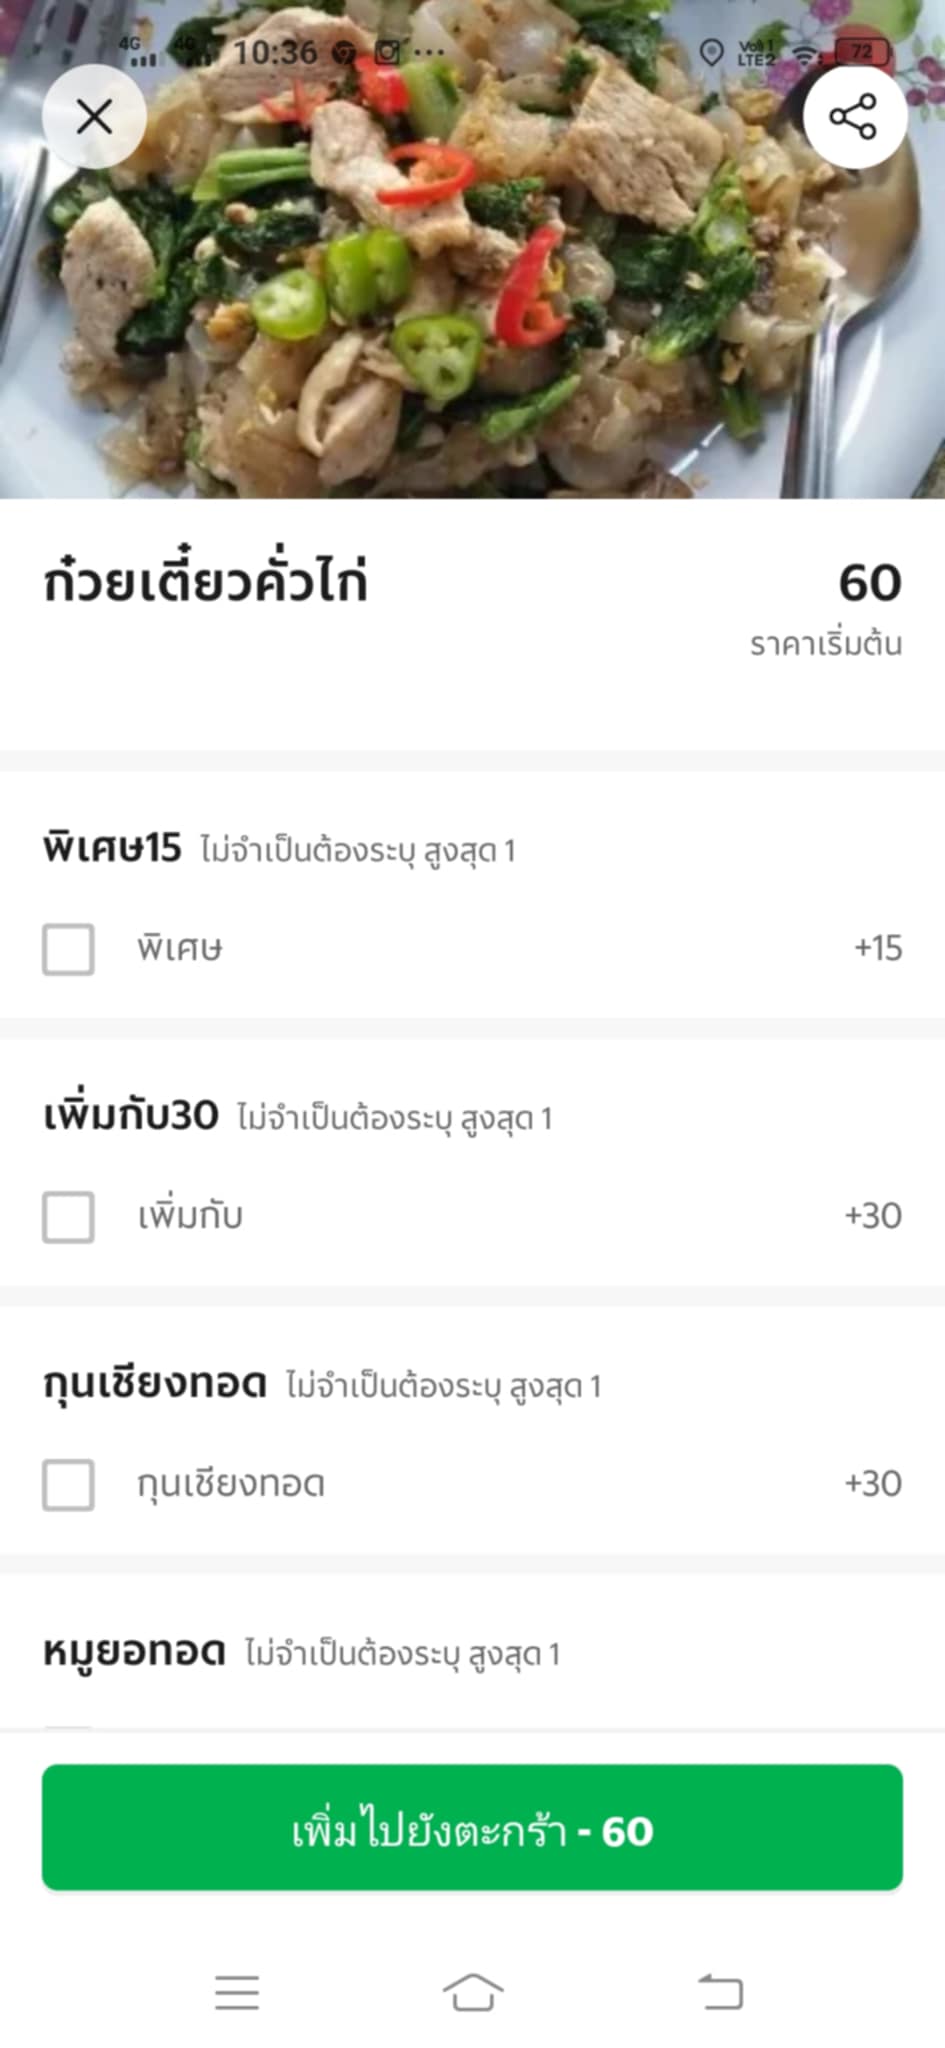 4G 4G 10:36 ... LTE2 72
ก๋วยเตี๋ยวคั่วไก่ 60
ราคาเริ่มต้น
พิเศษ15 ไม่จำเป็นต้องระบุ สูงสุด 1
พิเศษ +15
เพิ่มกับ30 ไม่จำเป็นต้องระบุ สูงสุด 1
เพิ่มกับ +30
กุนเชียงทอด ไม่จำเป็นต้องระบุ สูงสุด 1
กุนเชียงทอด +30
หมูยอทอด ไม่จำเป็นต้องระบุ สูงสุด 1
เพิ่มไปยังตะกร้า - 60